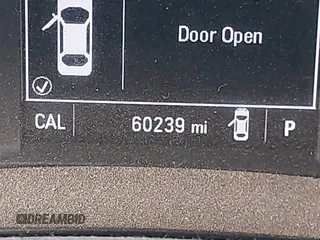 Door Open
CAL 60239 mi P
DREAMBID